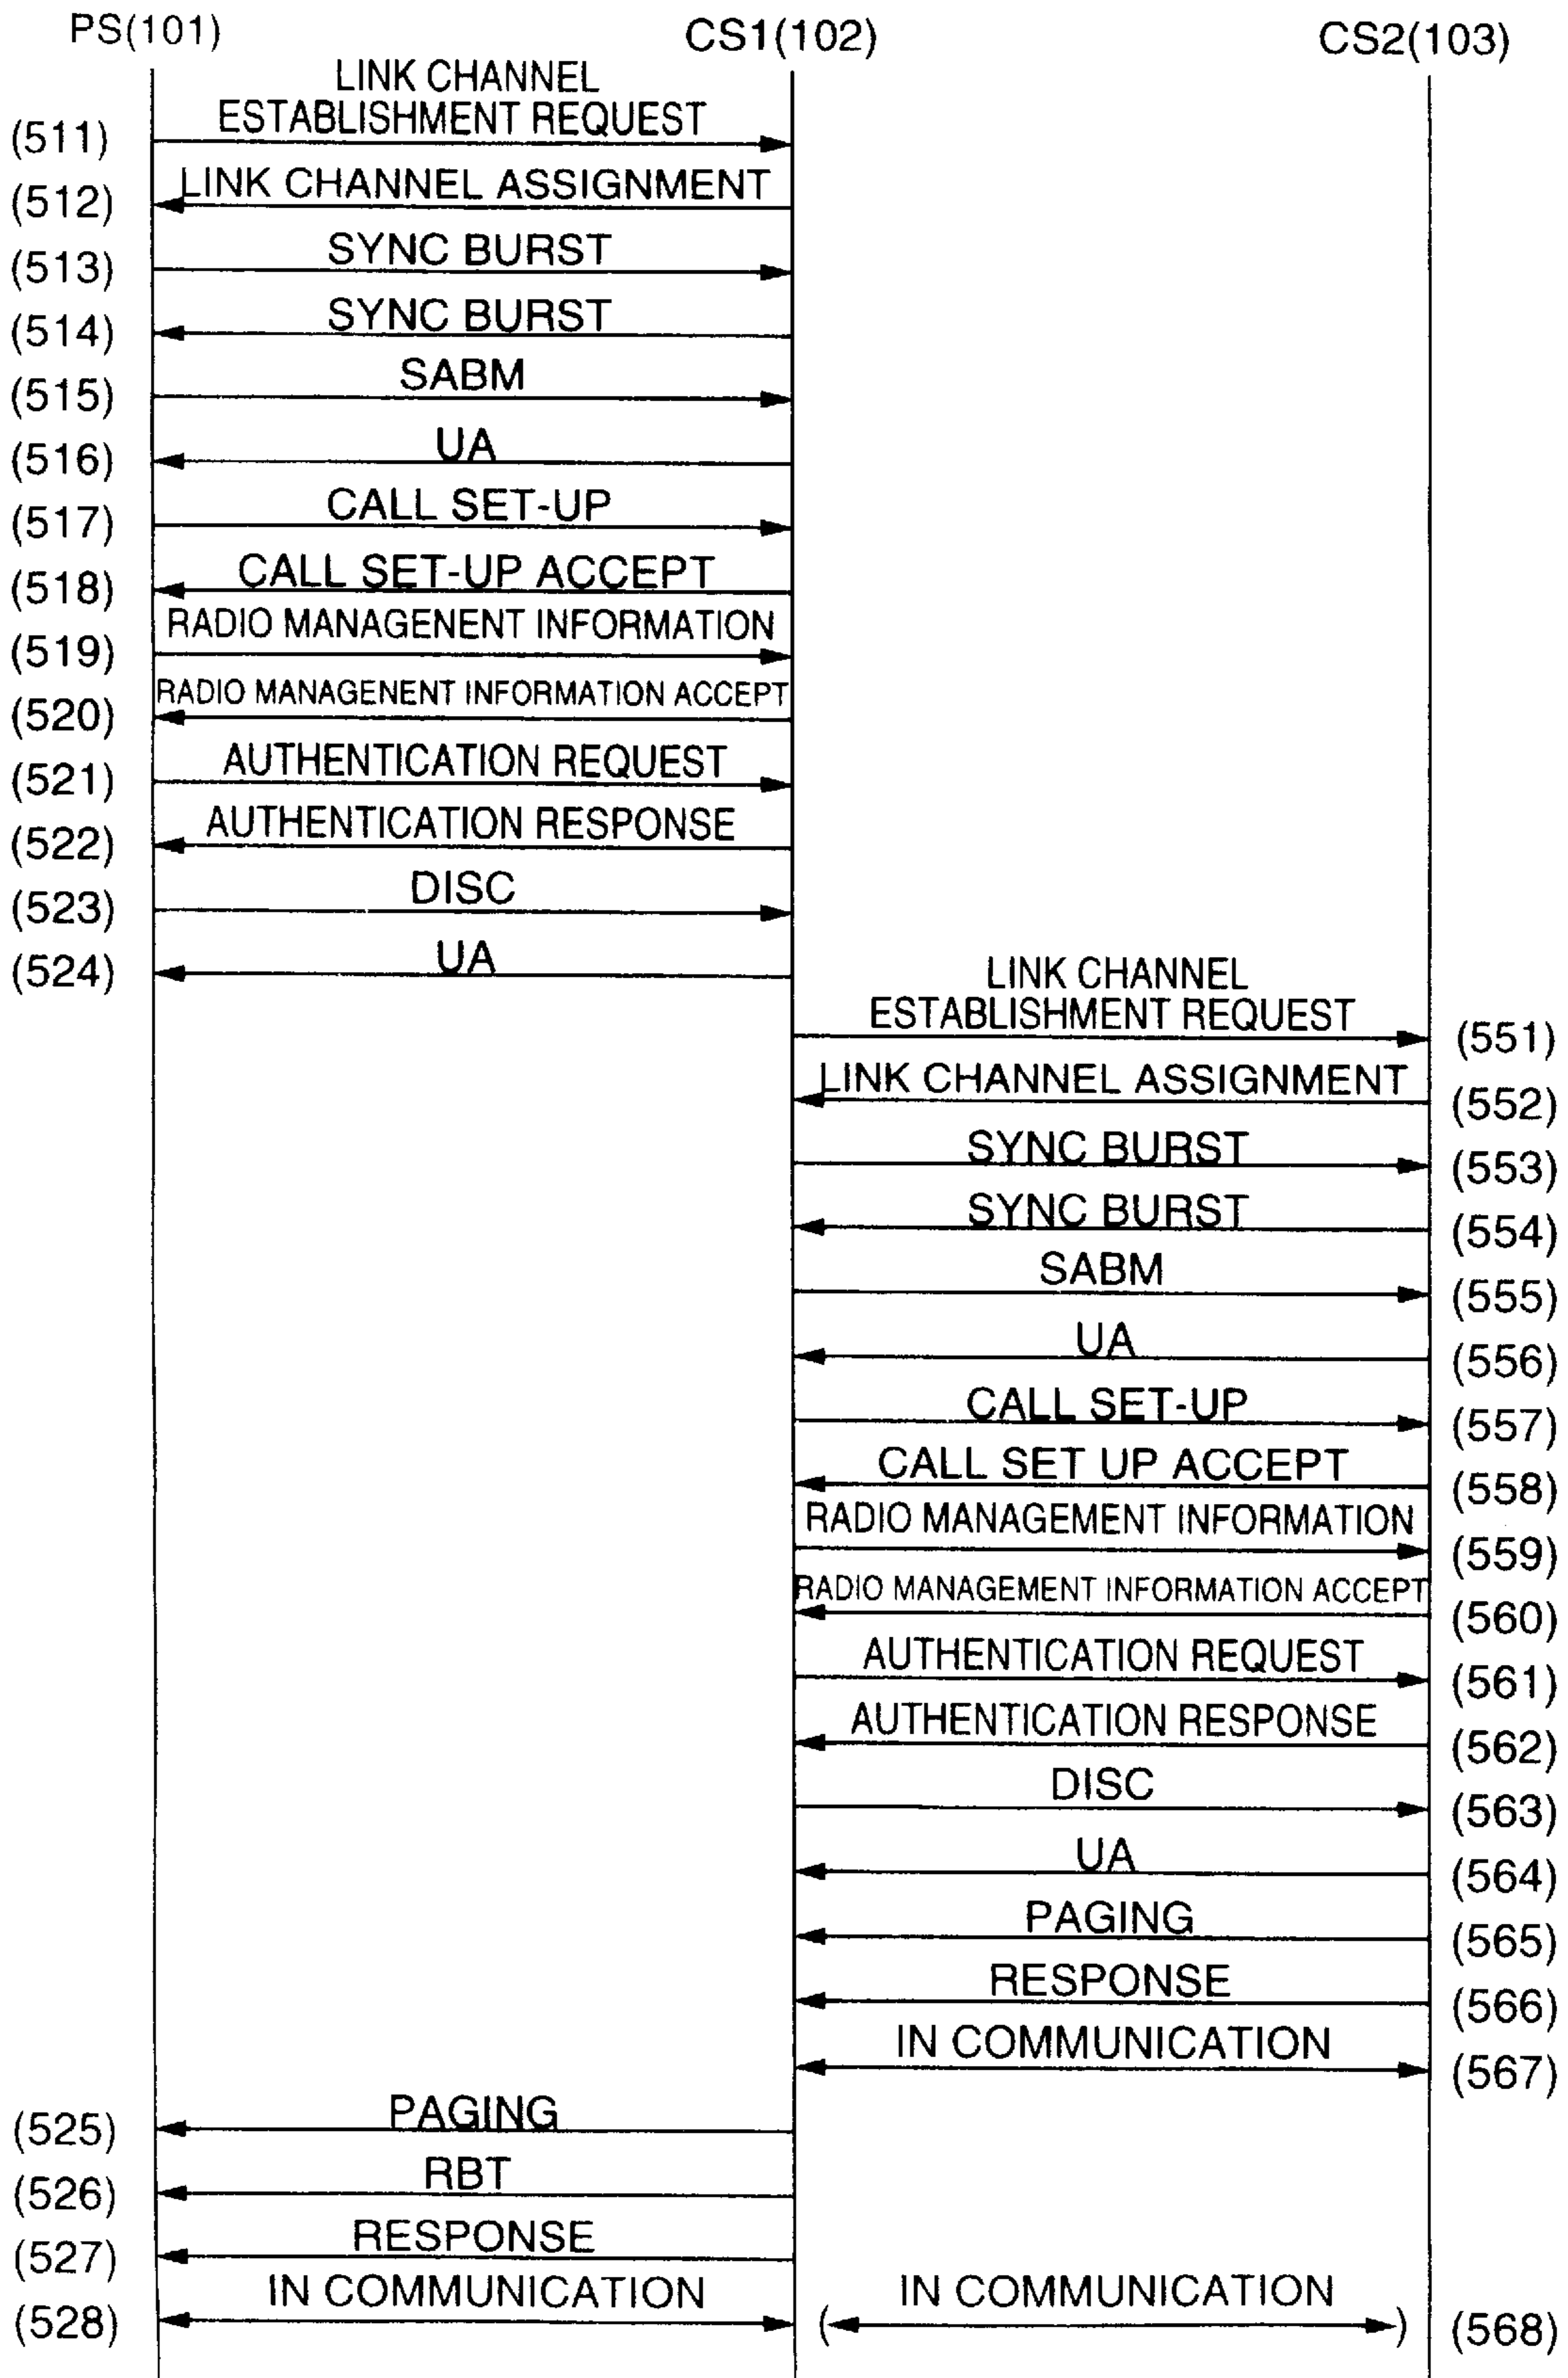 PS(101)
CS1(102)
CS2(103)
LINK CHANNEL
ESTABLISHMENT REQUEST
(511)
LINK CHANNEL ASSIGNMENT
(512)
SYNC BURST
(513)
SYNC BURST
(514)
SABM
(515)
UA
(516)
CALL SET-UP
(517)
CALL SET-UP ACCEPT
(518)
RADIO MANAGENENT INFORMATION
(519)
RADIO MANAGENENT INFORMATION ACCEPT
(520)
AUTHENTICATION REQUEST
(521)
AUTHENTICATION RESPONSE
(522)
DISC
(523)
UA
(524)
LINK CHANNEL
ESTABLISHMENT REQUEST
(551)
LINK CHANNEL ASSIGNMENT
(552)
SYNC BURST
(553)
SYNC BURST
(554)
SABM
(555)
UA
(556)
CALL SET-UP
(557)
CALL SET UP ACCEPT
(558)
RADIO MANAGEMENT INFORMATION
(559)
RADIO MANAGEMENT INFORMATION ACCEPT
(560)
AUTHENTICATION REQUEST
(561)
AUTHENTICATION RESPONSE
(562)
DISC
(563)
UA
(564)
PAGING
(565)
RESPONSE
(566)
IN COMMUNICATION
(567)
PAGING
(525)
RBT
(526)
RESPONSE
(527)
IN COMMUNICATION
(528)
IN COMMUNICATION
( )
(568)